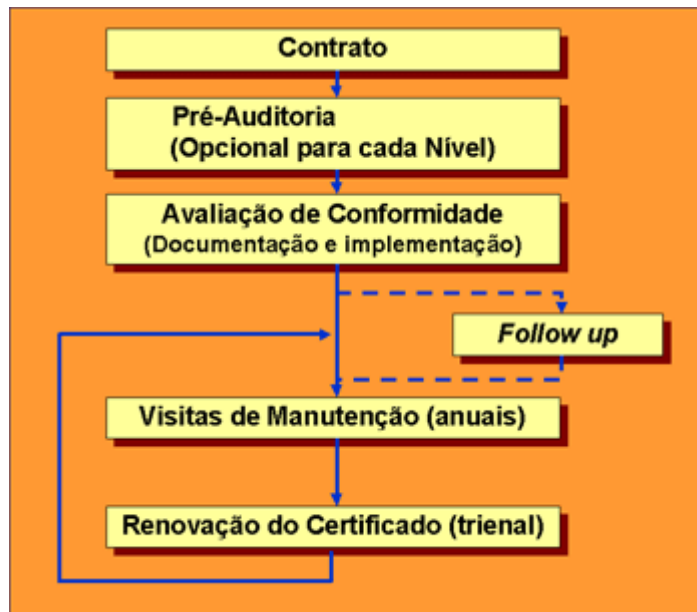 Contrato
Pré-Auditoria
(Opcional para cada Nível)
Avaliação de Conformidade
(Documentação e implementação)
Follow up
Visitas de Manutenção (anuais)
Renovação do Certificado (trienal)